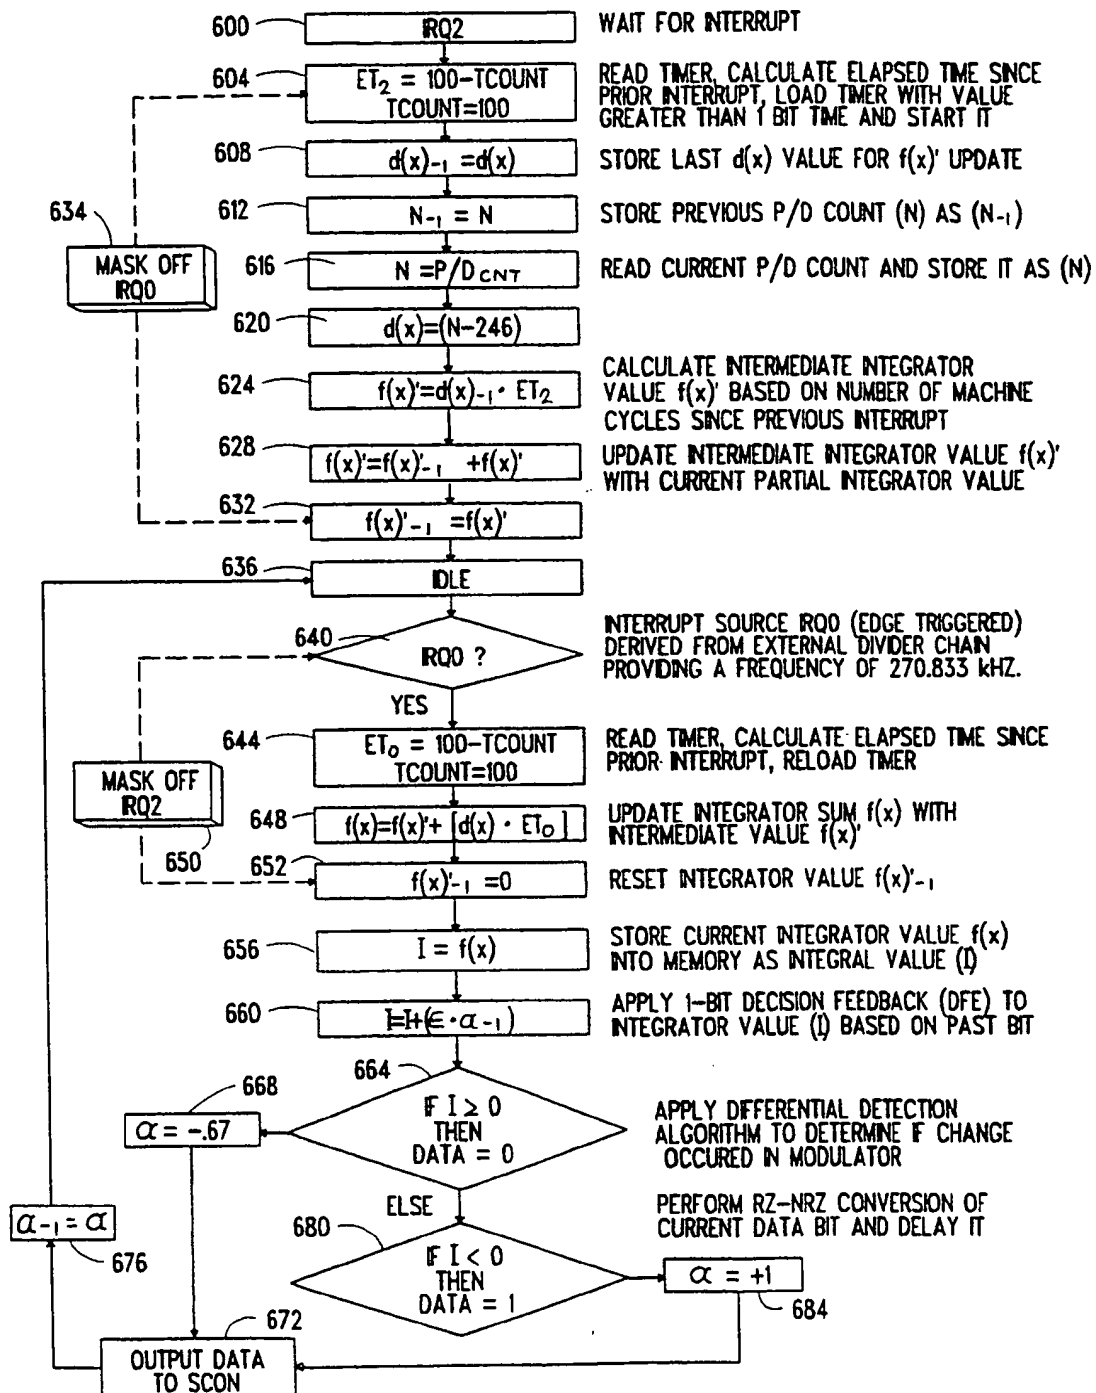 600
IRQ2
WAIT FOR INTERRUPT
604
ET2 = 100-TCOUNT
TCOUNT=100
READ TIMER, CALCULATE ELAPSED TIME SINCE
PRIOR INTERRUPT, LOAD TIMER WITH VALUE
GREATER THAN 1 BIT TIME AND START IT
608
d(x)-1 =d(x)
STORE LAST d(x) VALUE FOR f(x)' UPDATE
612
N-1 = N
STORE PREVIOUS P/D COUNT (N) AS (N-1)
634
MASK OFF
IRQ0
616
N =P/DCNT
READ CURRENT P/D COUNT AND STORE IT AS (N)
620
d(x)=(N-246)
624
f(x)'=d(x)-1 · ET2
CALCULATE INTERMEDIATE INTEGRATOR
VALUE f(x)' BASED ON NUMBER OF MACHINE
CYCLES SINCE PREVIOUS INTERRUPT
628
f(x)'=f(x)'-1 +f(x)'
UPDATE INTERMEDIATE INTEGRATOR VALUE f(x)'
WITH CURRENT PARTIAL INTEGRATOR VALUE
632
f(x)'-1 =f(x)'
636
IDLE
640
IRQ0 ?
INTERRUPT SOURCE IRQ0 (EDGE TRIGGERED)
DERIVED FROM EXTERNAL DIVIDER CHAIN
PROVIDING A FREQUENCY OF 270.833 kHZ.
YES
644
ET0 = 100-TCOUNT
TCOUNT=100
READ TIMER, CALCULATE ELAPSED TIME SINCE
PRIOR INTERRUPT, RELOAD TIMER
MASK OFF
IRQ2
650
648
f(x)=f(x)'+ [d(x) · ET0]
UPDATE INTEGRATOR SUM f(x) WITH
INTERMEDIATE VALUE f(x)'
652
f(x)'-1 =0
RESET INTEGRATOR VALUE f(x)'-1
656
I = f(x)
STORE CURRENT INTEGRATOR VALUE f(x)
INTO MEMORY AS INTEGRAL VALUE (I)
660
I=I+(∈·α-1)
APPLY 1-BIT DECISION FEEDBACK (DFE) TO
INTEGRATOR VALUE (I) BASED ON PAST BIT
664
IF I ≥ 0
THEN
DATA = 0
668
α = -.67
APPLY DIFFERENTIAL DETECTION
ALGORITHM TO DETERMINE IF CHANGE
OCCURED IN MODULATOR
ELSE
PERFORM RZ-NRZ CONVERSION OF
CURRENT DATA BIT AND DELAY IT
α-1 = α
676
680
IF I < 0
THEN
DATA = 1
α = +1
684
672
OUTPUT DATA
TO SCON